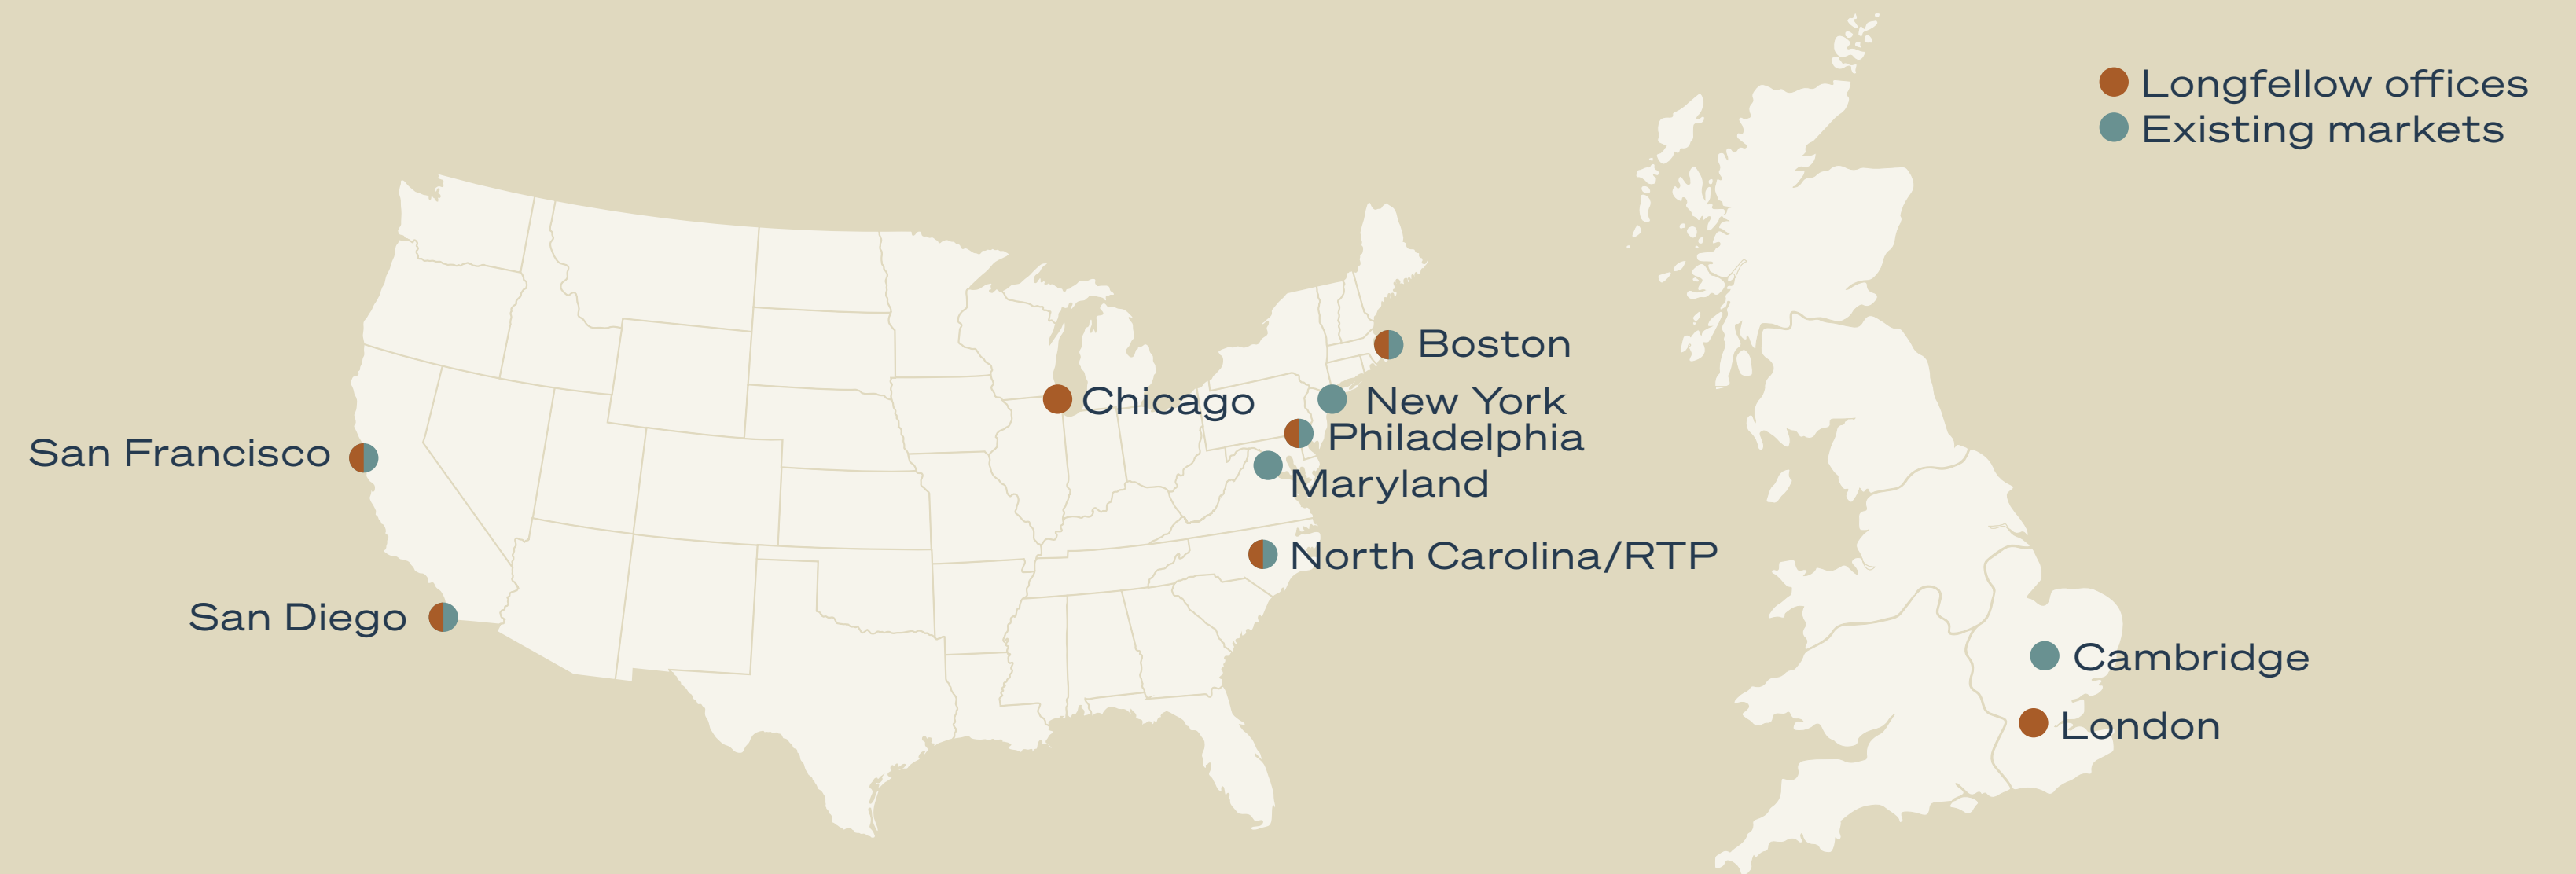 Longfellow offices
Existing markets
Boston
Chicago
New York
Philadelphia
San Francisco
Maryland
North Carolina/RTP
San Diego
Cambridge
London